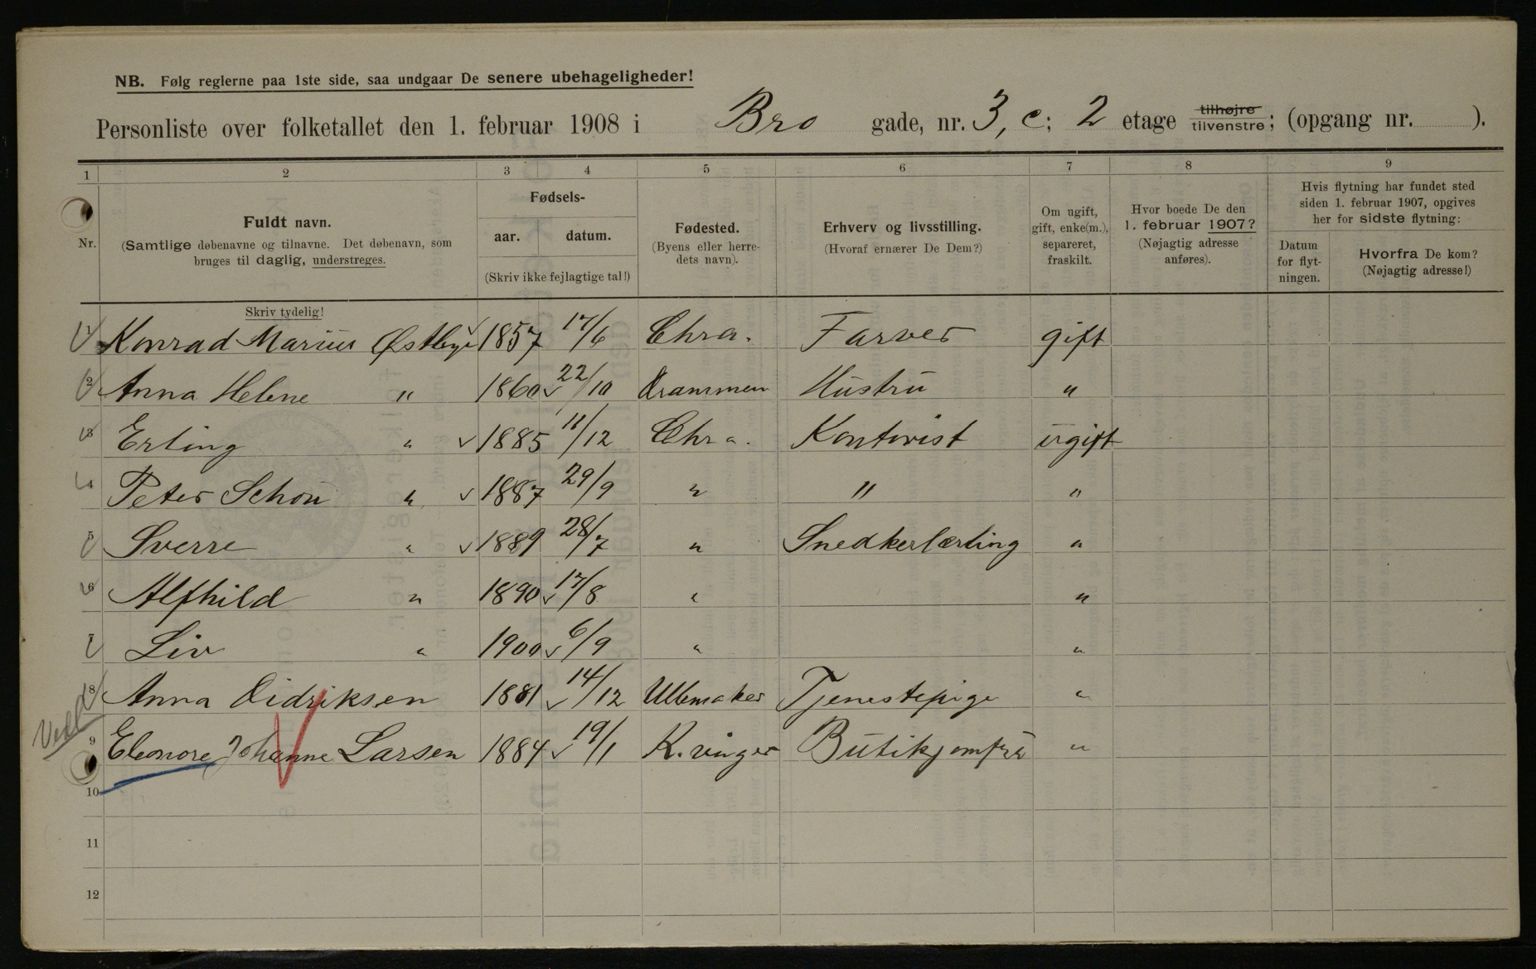 NB. Følg reglerne paa 1ste side, saa undgaar De senere ubehageligheder!
Personliste over folketallet den 1. februar 1908 i Bro gade, nr. 3, c; 2 etage tilhøjre tilvenstre; (opgang nr. ).
1 2 3 4 5 6 7 8 9
Nr.
Fuldt navn.
(Samtlige døbenavne og tilnavne. Det døbenavn, som
bruges til daglig, understreges.
Fødsels-
aar. datum.
(Skriv ikke fejlagtige tal!)
Fødested.
(Byens eller herre-
dets navn).
Erhverv og livsstilling.
(Hvoraf ernærer De Dem?)
Om ugift,
gift, enke(m.),
separeret,
fraskilt.
Hvor boede De den
1. februar 1907?
(Nøjagtig adresse
anføres).
Hvis flytning har fundet sted
siden 1. februar 1907, opgives
her for sidste flytning:
Datum
for flyt-
ningen.
Hvorfra De kom?
(Nøjagtig adresse!)
Skriv tydelig!
1 Konrad Marius Østbye 1857 17/6 Chra. Farver gift
2 Anna Helene " 1860 22/10 Drammen Hustru "
3 Erling " 1885 11/12 Chra. Kontorist ugift
4 Peter Schou " 1887 29/9 " " "
5 Sverre " 1889 28/7 " Snedkerlærling "
6 Alfhild " 1890 17/8 " "
7 Liv " 1900 6/9 " "
8 Anna Didriksen 1881 14/12 Ullensaker Tjenestepige "
9 Eleonore Johanne Larsen 1884 19/1 K.vinger Butikjomfru "
10
11
12